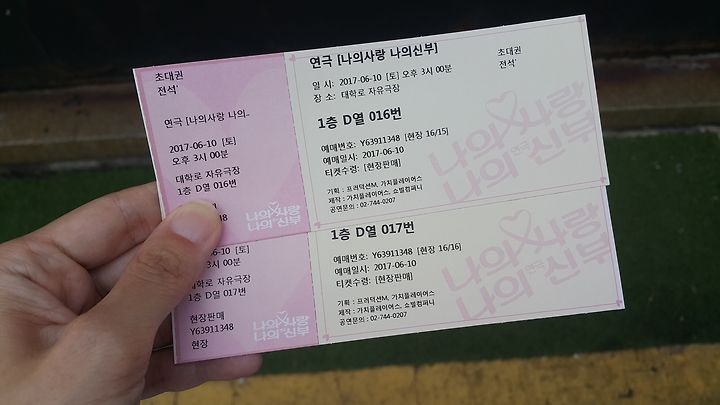 초대권
전석
연극 [나의사랑 나의..
2017-06-10 [토]
오후 3시 00분
대학로 자유극장
1층 D열 016번
48
나의 사랑
나의 신부
연극 [나의사랑 나의신부]
일 시: 2017-06-10 [토] 오후 3시 00분
장 소: 대학로 자유극장
초대권
전석
1층 D열 016번
예매번호: Y63911348 [현장 16/15]
예매일시: 2017-06-10
티켓수령: [현장판매]
기획 : 프러덕션M, 가치플레이어스
제작 : 가치플레이어스, 쇼빌컴퍼니
공연문의 : 02-744-0207
나의 사랑
연극
나의 신부
-06-10 [토]
3시 00분
대학로 자유극장
1층 D열 017번
현장판매
Y63911348
현장
나의 사랑
나의 신부
1층 D열 017번
예매번호: Y63911348 [현장 16/16]
예매일시: 2017-06-10
티켓수령: [현장판매]
기획 : 프러덕션M, 가치플레이어스
제작 : 가치플레이어스, 쇼빌컴퍼니
공연문의 : 02-744-0207
나의 사랑
연극
나의 신부